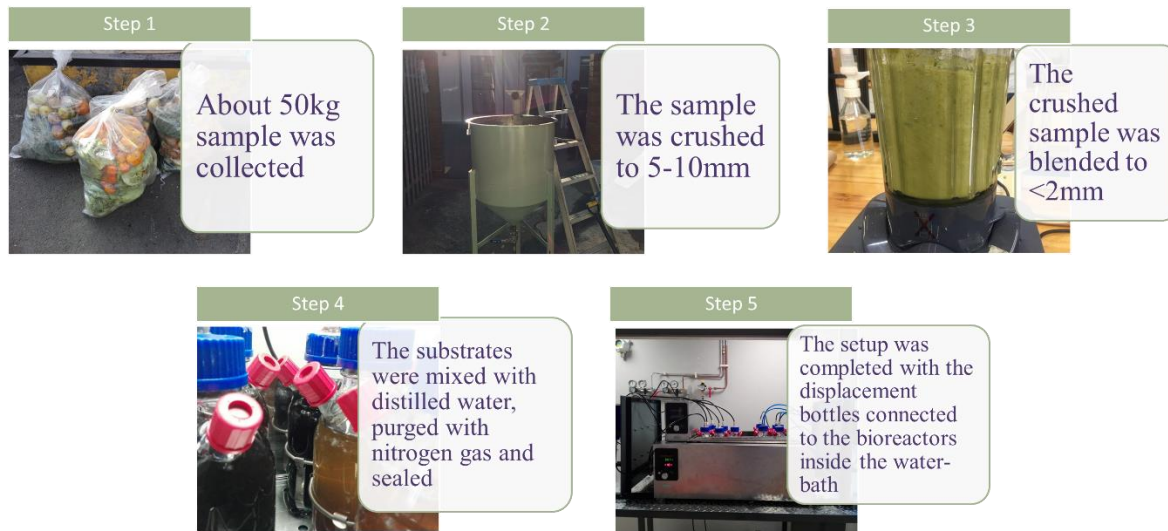 Step 1
About 50kg
sample was
collected
Step 2
The sample
was crushed
to 5-10mm
Step 3
The
crushed
sample was
blended to
<2mm
Step 4
The substrates
were mixed with
distilled water,
purged with
nitrogen gas and
sealed
Step 5
The setup was
completed with the
displacement
bottles connected
to the bioreactors
inside the water-
bath